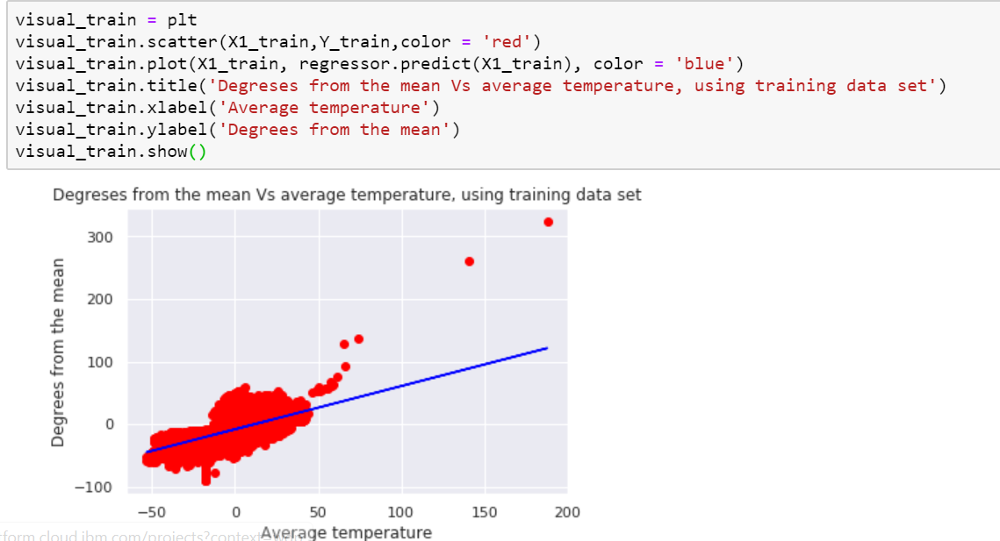 visual_train = plt
visual_train.scatter(X1_train,Y_train,color = 'red')
visual_train.plot(X1_train, regressor.predict(X1_train), color = 'blue')
visual_train.title('Degreses from the mean Vs average temperature, using training data set')
visual_train.xlabel('Average temperature')
visual_train.ylabel('Degrees from the mean')
visual_train.show()
Degreses from the mean Vs average temperature, using training data set
Degrees from the mean
300
200
100
0
−100
−50 0 50 100 150 200
Average temperature
tform.cloud.ibm.com/projects?context=